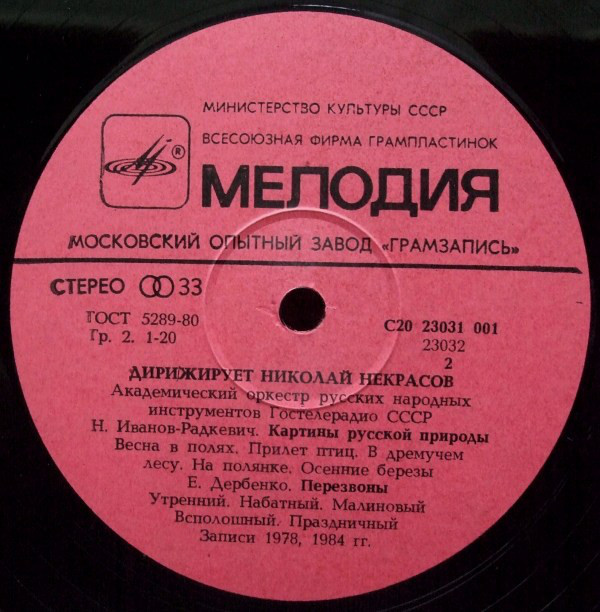 МИНИСТЕРСТВО КУЛЬТУРЫ СССР
ВСЕСОЮЗНАЯ ФИРМА ГРАМПЛАСТИНОК
®
МЕЛОДИЯ
МОСКОВСКИЙ ОПЫТНЫЙ ЗАВОД «ГРАМЗАПИСЬ»
СТЕРЕО 33
ГОСТ 5289-80
Гр. 2. 1-20
С20 23031 001
23032
2
ДИРИЖИРУЕТ НИКОЛАЙ НЕКРАСОВ
Академический оркестр русских народных
инструментов Гостелерадио СССР
Н. Иванов-Радкевич. Картины русской природы
Весна в полях. Прилет птиц. В дремучем
лесу. На полянке. Осенние березы
Е. Дербенко. Перезвоны
Утренний. Набатный. Малиновый
Всполошный. Праздничный
Записи 1978, 1984 гг.